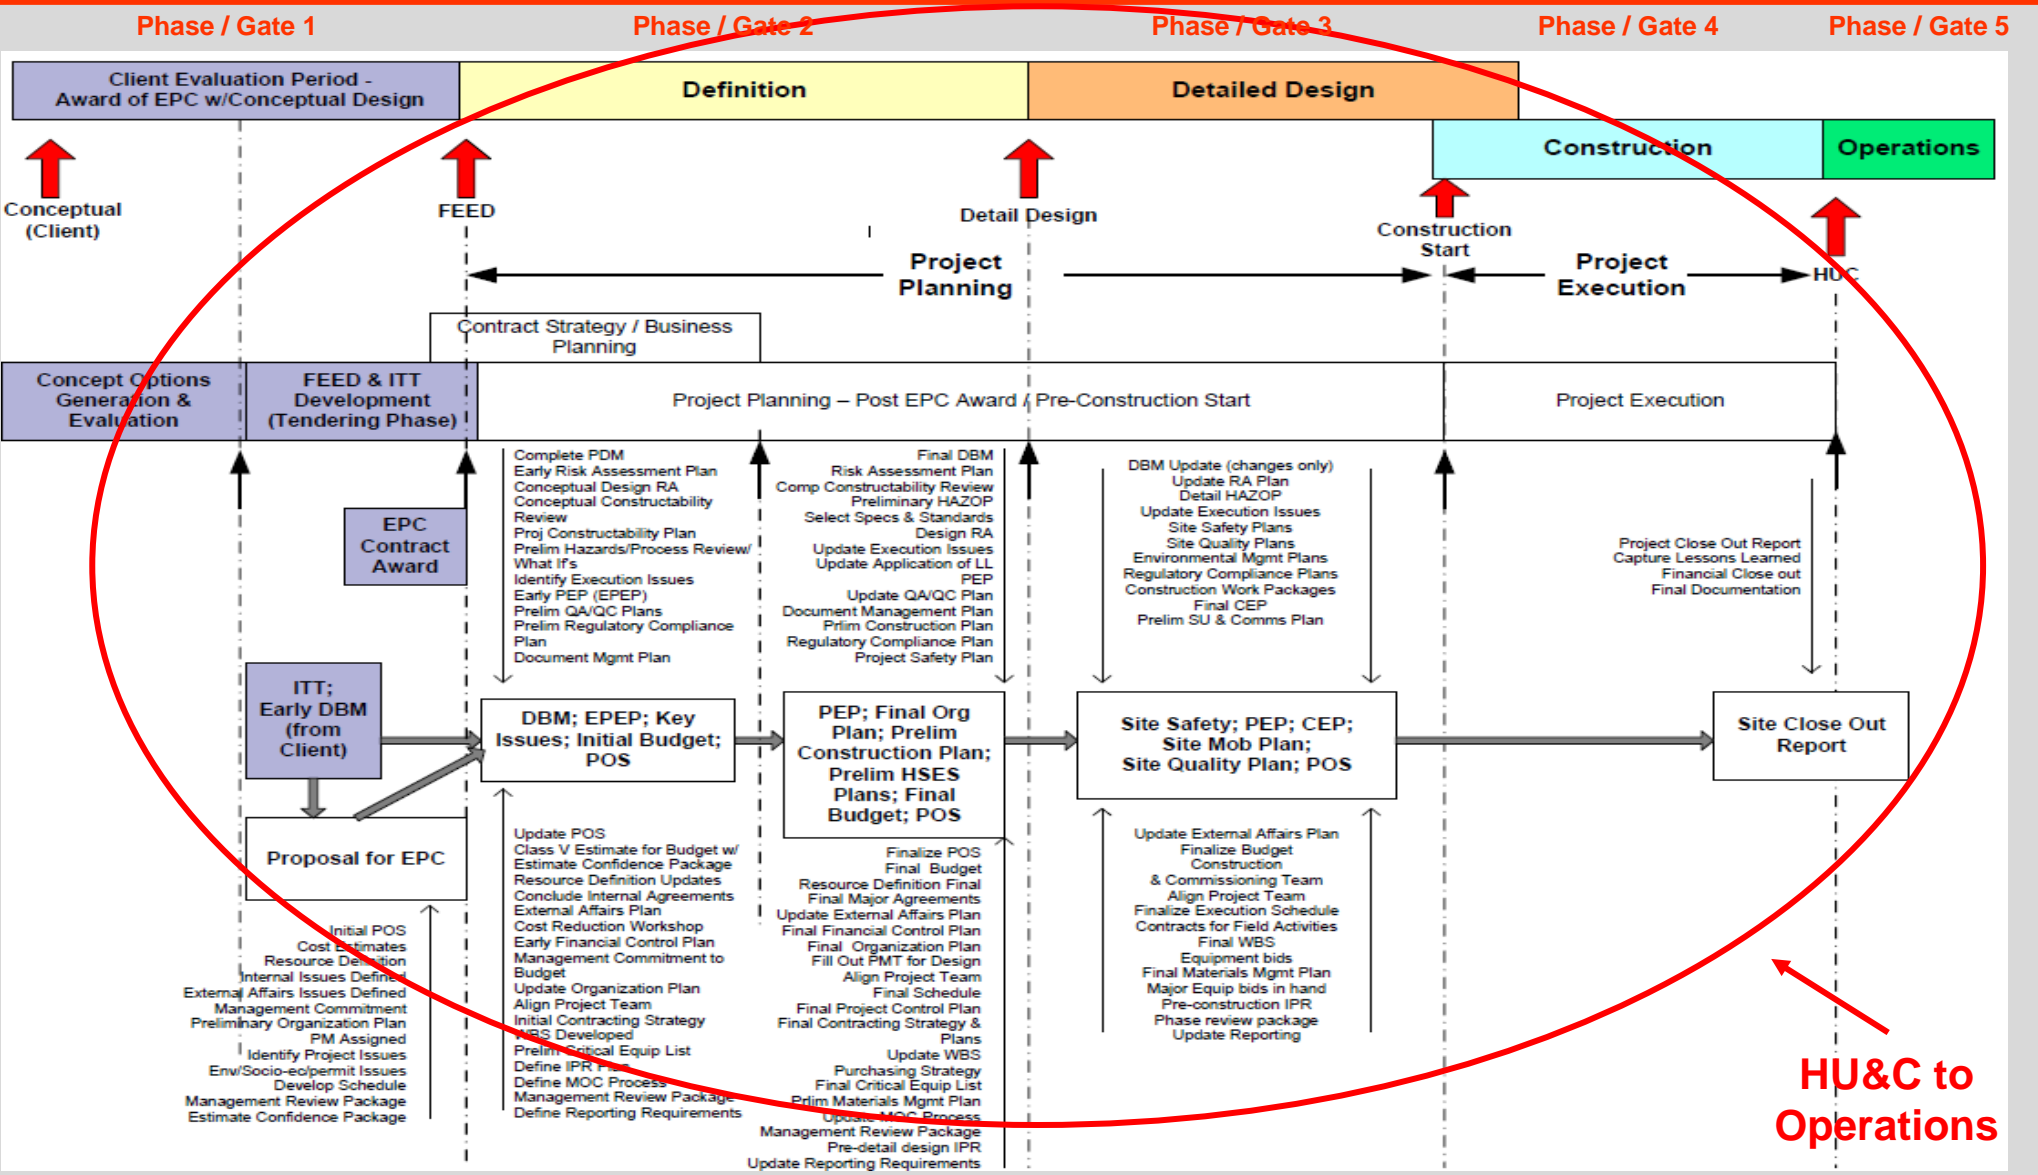 Phase / Gate 1
Phase / Gate 2
Phase / Gate 3
Phase / Gate 4
Phase / Gate 5
Client Evaluation Period -
Award of EPC w/Conceptual Design
Definition
Detailed Design
Construction
Operations
Conceptual
(Client)
FEED
Detail Design
Construction
Start
HUC
Project
Planning
Project
Execution
Contract Strategy / Business
Planning
Concept Options
Generation &
Evaluation
FEED & ITT
Development
(Tendering Phase)
Project Planning – Post EPC Award / Pre-Construction Start
Project Execution
EPC
Contract
Award
Complete PDM
Early Risk Assessment Plan
Conceptual Design RA
Conceptual Constructability
Review
Proj Constructability Plan
Prelim Hazards/Process Review/
What If's
Identify Execution Issues
Early PEP (EPEP)
Prelim QA/QC Plans
Prelim Regulatory Compliance
Plan
Document Mgmt Plan
Final DBM
Risk Assessment Plan
Comp Constructability Review
Preliminary HAZOP
Select Specs & Standards
Design RA
Update Execution Issues
Update Application of LL
PEP
Update QA/QC Plan
Document Management Plan
Prlim Construction Plan
Regulatory Compliance Plan
Project Safety Plan
DBM Update (changes only)
Update RA Plan
Detail HAZOP
Update Execution Issues
Site Safety Plans
Site Quality Plans
Environmental Mgmt Plans
Regulatory Compliance Plans
Construction Work Packages
Final CEP
Prelim SU & Comms Plan
Project Close Out Report
Capture Lessons Learned
Financial Close out
Final Documentation
ITT;
Early DBM
(from
Client)
DBM; EPEP; Key
Issues; Initial Budget;
POS
PEP; Final Org
Plan; Prelim
Construction Plan;
Prelim HSES
Plans; Final
Budget; POS
Site Safety; PEP; CEP;
Site Mob Plan;
Site Quality Plan; POS
Site Close Out
Report
Proposal for EPC
Initial POS
Cost Estimates
Resource Definition
Internal Issues Defined
External Affairs Issues Defined
Management Commitment
Preliminary Organization Plan
PM Assigned
Identify Project Issues
Env/Socio-ec/permit Issues
Develop Schedule
Management Review Package
Estimate Confidence Package
Update POS
Class V Estimate for Budget w/
Estimate Confidence Package
Resource Definition Updates
Conclude Internal Agreements
External Affairs Plan
Cost Reduction Workshop
Early Financial Control Plan
Management Commitment to
Budget
Update Organization Plan
Align Project Team
Initial Contracting Strategy
WBS Developed
Prelim Critical Equip List
Define IPR Plan
Define MOC Process
Management Review Package
Define Reporting Requirements
Finalize POS
Final Budget
Resource Definition Final
Final Major Agreements
Update External Affairs Plan
Final Financial Control Plan
Final Organization Plan
Fill Out PMT for Design
Align Project Team
Final Schedule
Final Project Control Plan
Final Contracting Strategy &
Plans
Update WBS
Purchasing Strategy
Final Critical Equip List
Prlim Materials Mgmt Plan
Update MOC Process
Management Review Package
Pre-detail design IPR
Update Reporting Requirements
Update External Affairs Plan
Finalize Budget
Construction
& Commissioning Team
Align Project Team
Finalize Execution Schedule
Contracts for Field Activities
Final WBS
Equipment bids
Final Materials Mgmt Plan
Major Equip bids in hand
Pre-construction IPR
Phase review package
Update Reporting
HU&C to
Operations